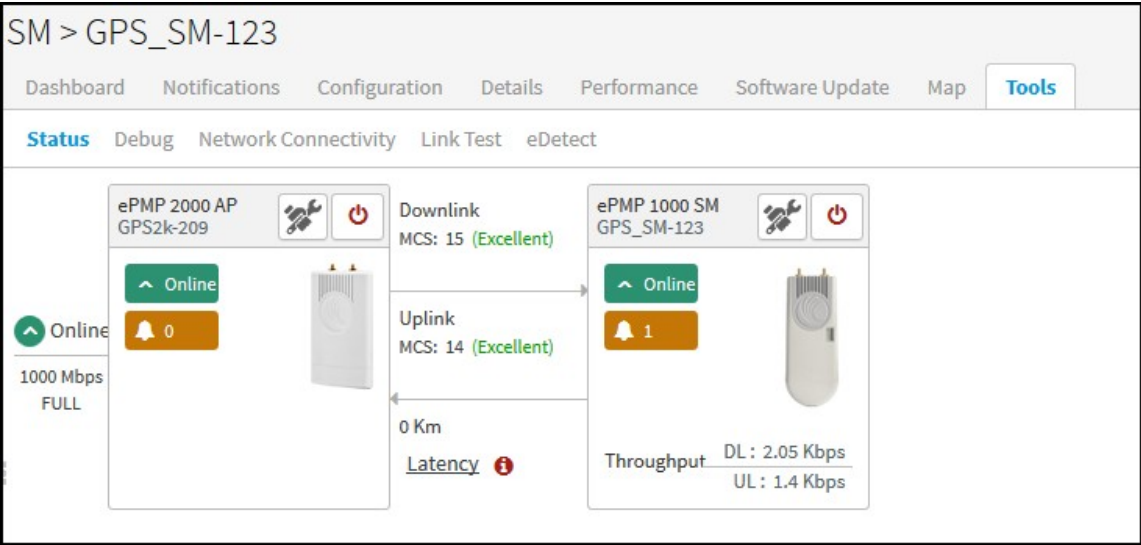 SM > GPS_SM-123
Dashboard Notifications Configuration Details Performance Software Update Map Tools
Status Debug Network Connectivity Link Test eDetect
Online
1000 Mbps
FULL
ePMP 2000 AP
GPS2k-209
Online
0
Downlink
MCS: 15 (Excellent)
Uplink
MCS: 14 (Excellent)
0 Km
Latency
ePMP 1000 SM
GPS_SM-123
Online
1
Throughput
DL : 2.05 Kbps
UL : 1.4 Kbps